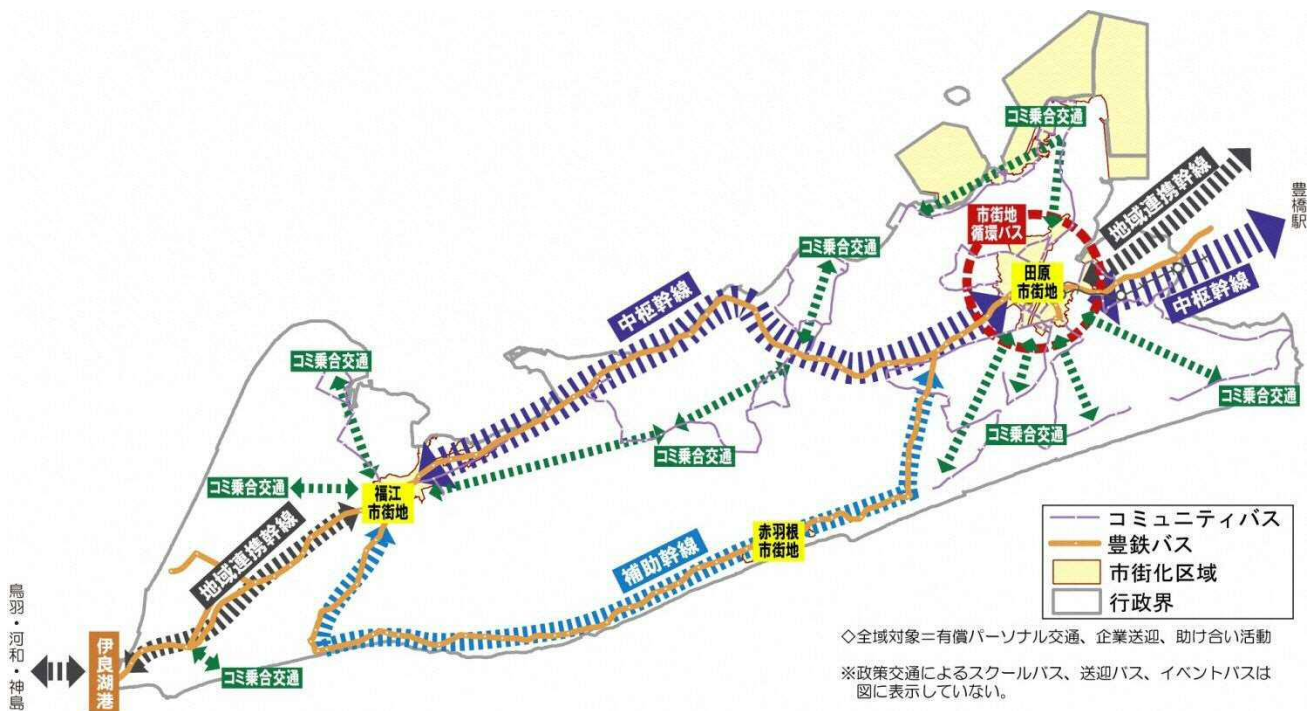 コミ乗合交通
地域連携幹線
豊橋駅
市街地
循環バス
コミ乗合交通
田原
市街地
中枢幹線
中枢幹線
コミ乗合交通
コミ乗合交通
コミ乗合交通
コミ乗合交通
コミ乗合交通
福江
市街地
地域連携幹線
赤羽根
市街地
補助幹線
鳥羽・河和・神島
伊良湖港
コミ乗合交通
コミュニティバス
豊鉄バス
市街化区域
行政界
◇全域対象＝有償パーソナル交通、企業送迎、助け合い活動
※政策交通によるスクールバス、送迎バス、イベントバスは
図に表示していない。